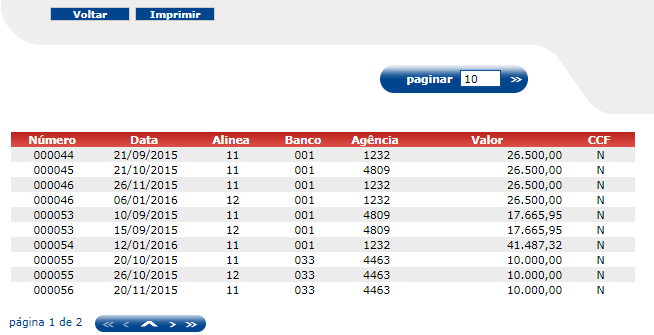 Voltar Imprimir
paginar 10 >>
Número Data Alinea Banco Agência Valor CCF
000044 21/09/2015 11 001 1232 26.500,00 N
000045 21/10/2015 11 001 4809 26.500,00 N
000046 26/11/2015 11 001 1232 26.500,00 N
000046 06/01/2016 12 001 1232 26.500,00 N
000053 10/09/2015 11 001 4809 17.665,95 N
000053 15/09/2015 12 001 4809 17.665,95 N
000054 12/01/2016 11 001 1232 41.487,32 N
000055 20/10/2015 11 033 4463 10.000,00 N
000055 26/10/2015 12 033 4463 10.000,00 N
000056 20/11/2015 11 033 4463 10.000,00 N
página 1 de 2 << < > >>